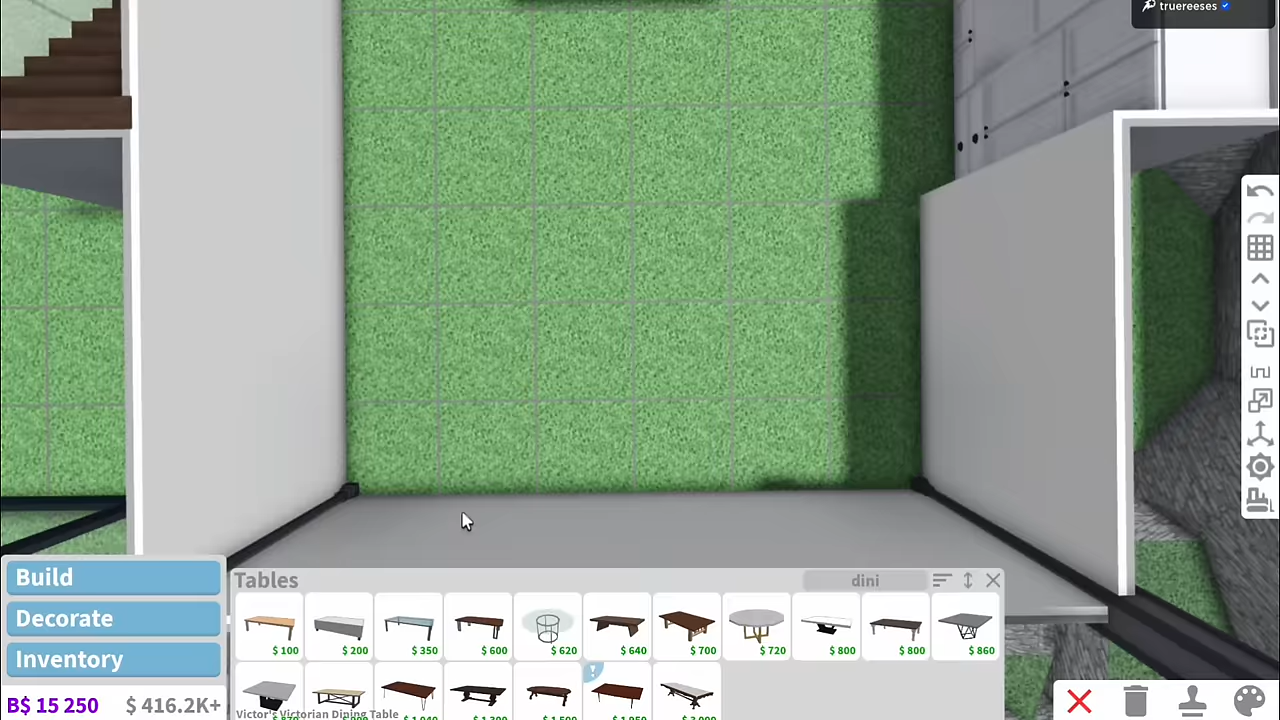 truereeses
Build
Decorate
Inventory
B$ 15 250 $ 416.2K+
Tables dini
$ 100 $ 200 $ 350 $ 600 $ 620 $ 640 $ 700 $ 720 $ 800 $ 800 $ 860
Victor's Victorian Dining Table